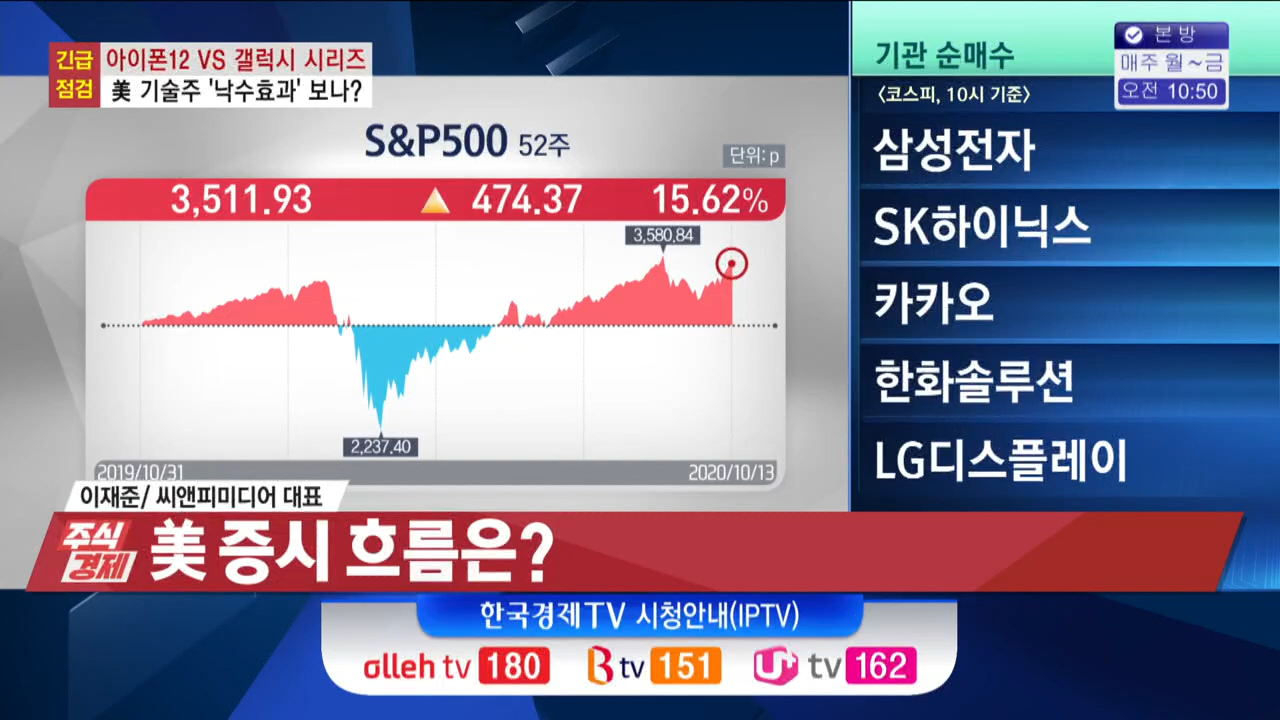 긴급
점검
아이폰12 VS 갤럭시 시리즈
美 기술주 '낙수효과' 보나?
S&P500 52주
단위:p
3,511.93 ▲ 474.37 15.62%
3,580.84
2,237.40
2019/10/31 2020/10/13
기관 순매수
〈코스피, 10시 기준〉
본 방
매주 월~금
오전 10:50
삼성전자
SK하이닉스
카카오
한화솔루션
LG디스플레이
이재준/ 씨앤피미디어 대표
주식
경제
美 증시 흐름은?
한국경제TV 시청안내(IPTV)
olleh tv 180 B tv 151 U+ tv 162